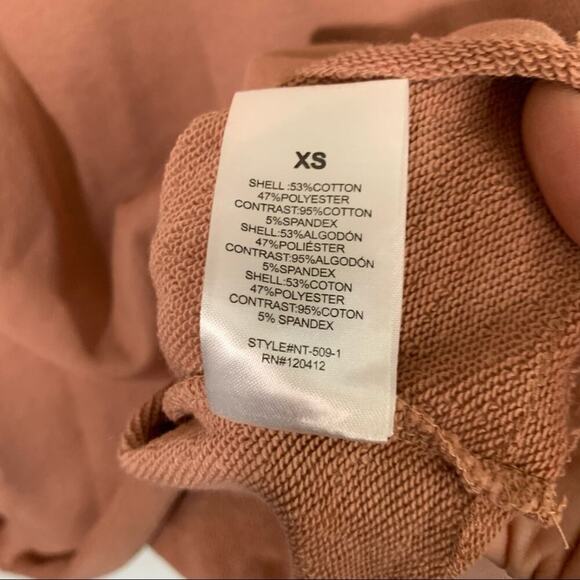 XS
SHELL :53%COTTON
47%POLYESTER
CONTRAST:95%COTTON
5%SPANDEX
SHELL:53%ALGODÓN
47%POLIÉSTER
CONTRAST:95%ALGODÓN
5%SPANDEX
SHELL:53%COTON
47%POLYESTER
CONTRAST:95%COTON
5% SPANDEX
STYLE#NT-509-1
RN#120412